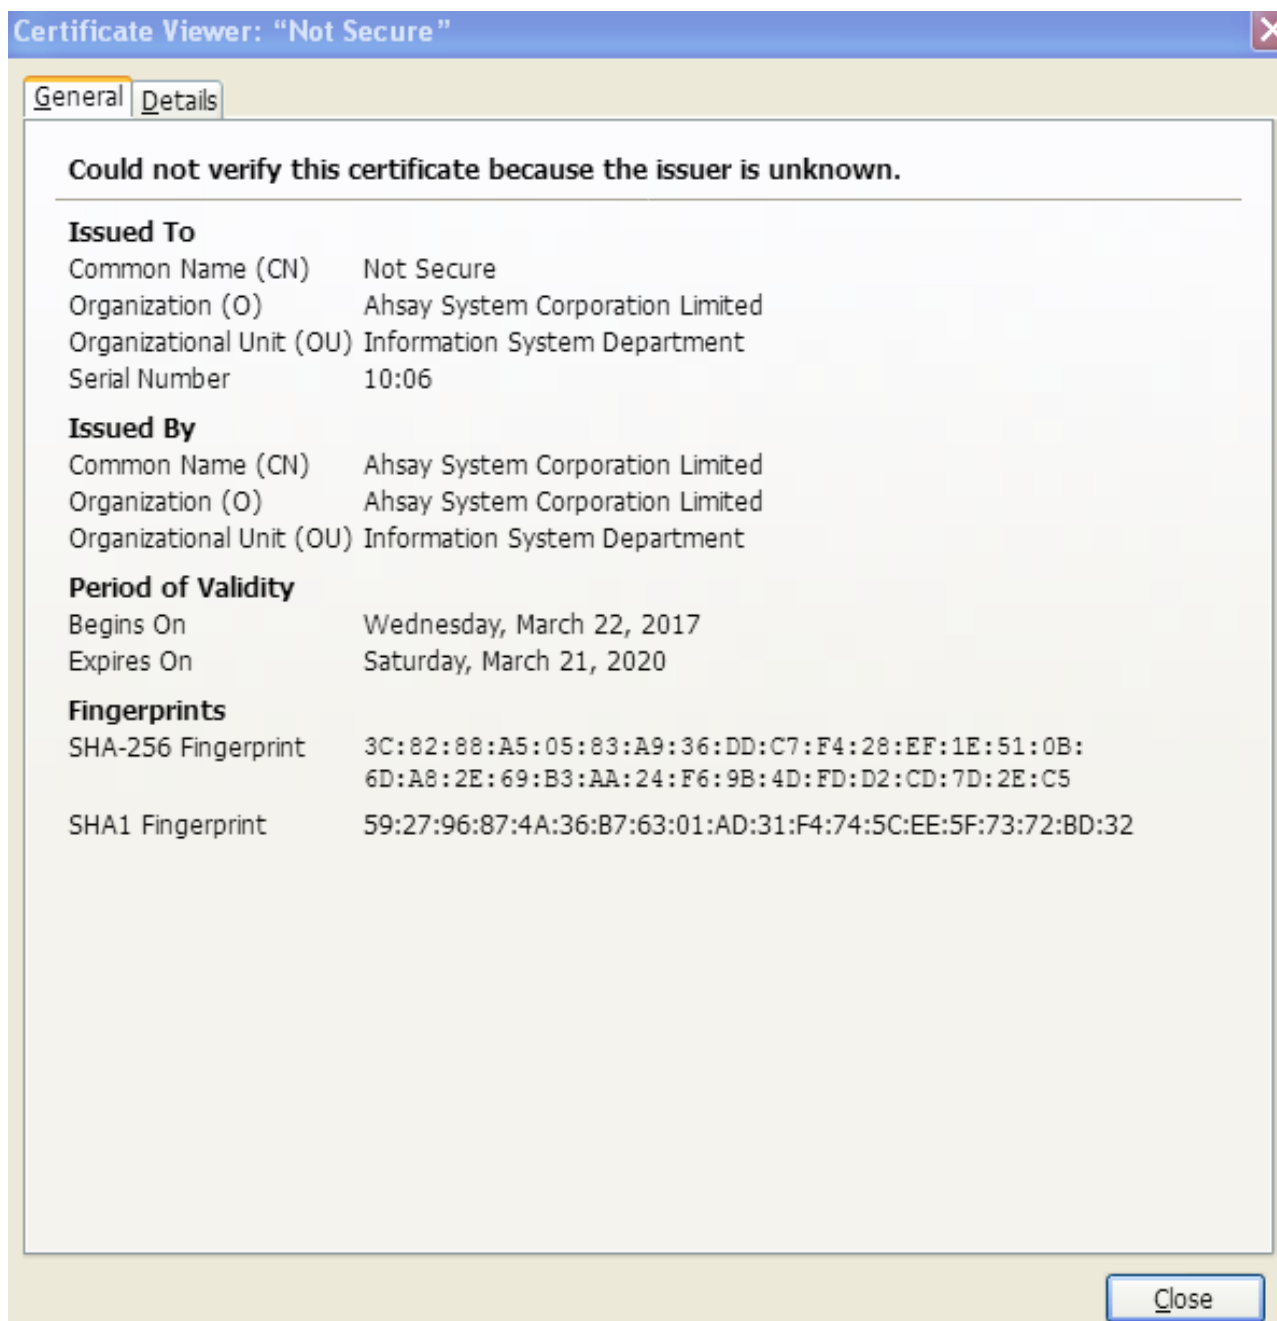 Certificate Viewer: “Not Secure”
General Details
Could not verify this certificate because the issuer is unknown.
Issued To
Common Name (CN) Not Secure
Organization (O) Ahsay System Corporation Limited
Organizational Unit (OU) Information System Department
Serial Number 10:06
Issued By
Common Name (CN) Ahsay System Corporation Limited
Organization (O) Ahsay System Corporation Limited
Organizational Unit (OU) Information System Department
Period of Validity
Begins On Wednesday, March 22, 2017
Expires On Saturday, March 21, 2020
Fingerprints
SHA-256 Fingerprint 3C:82:88:A5:05:83:A9:36:DD:C7:F4:28:EF:1E:51:0B:
6D:A8:2E:69:B3:AA:24:F6:9B:4D:FD:D2:CD:7D:2E:C5
SHA1 Fingerprint 59:27:96:87:4A:36:B7:63:01:AD:31:F4:74:5C:EE:5F:73:72:BD:32
Close